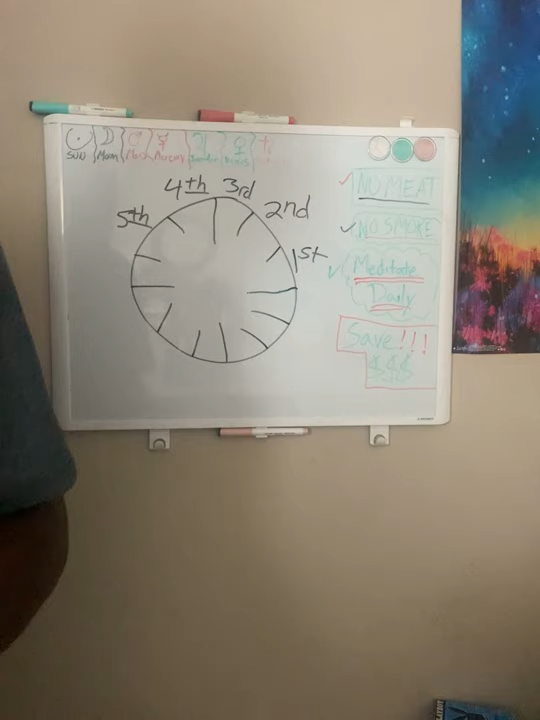 SUN Moon Mars Mercury Jupiter Venus
NO MEAT
NO SMOKE
Meditate
Daily
Save!!!
$$$
5th 4th 3rd 2nd 1st